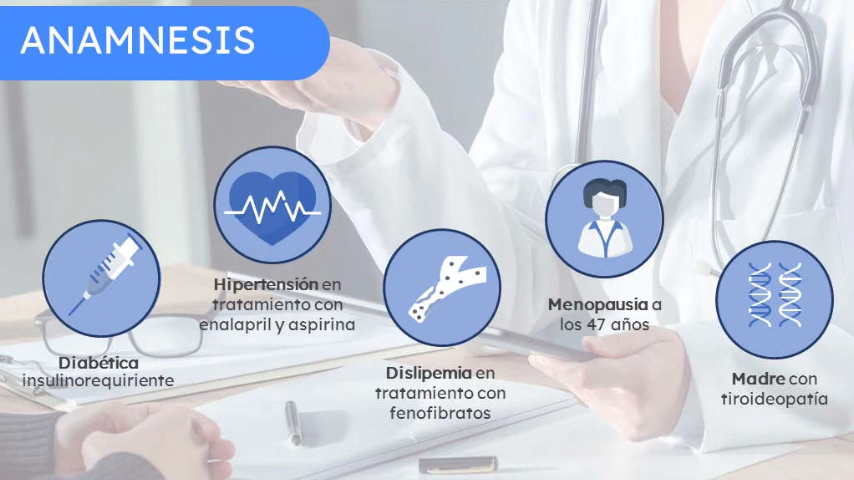 ANAMNESIS
Diabética
insulinorequiriente
Hipertensión en
tratamiento con
enalapril y aspirina
Dislipemia en
tratamiento con
fenofibratos
Menopausia a
los 47 años
Madre con
tiroideopatía